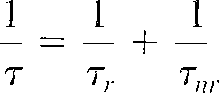 1/τ = 1/τ_r + 1/τ_nr